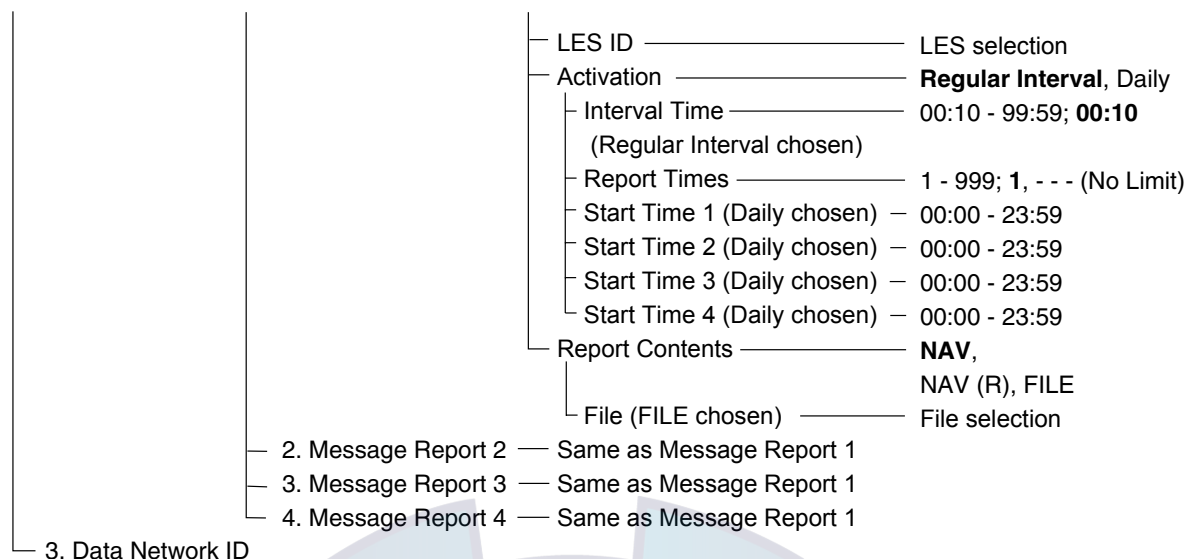 LES ID LES selection
Activation Regular Interval, Daily
Interval Time 00:10 - 99:59; 00:10
(Regular Interval chosen)
Report Times 1 - 999; 1, - - - (No Limit)
Start Time 1 (Daily chosen) 00:00 - 23:59
Start Time 2 (Daily chosen) 00:00 - 23:59
Start Time 3 (Daily chosen) 00:00 - 23:59
Start Time 4 (Daily chosen) 00:00 - 23:59
Report Contents NAV,
NAV (R), FILE
File (FILE chosen) File selection
2. Message Report 2 Same as Message Report 1
3. Message Report 3 Same as Message Report 1
4. Message Report 4 Same as Message Report 1
3. Data Network ID